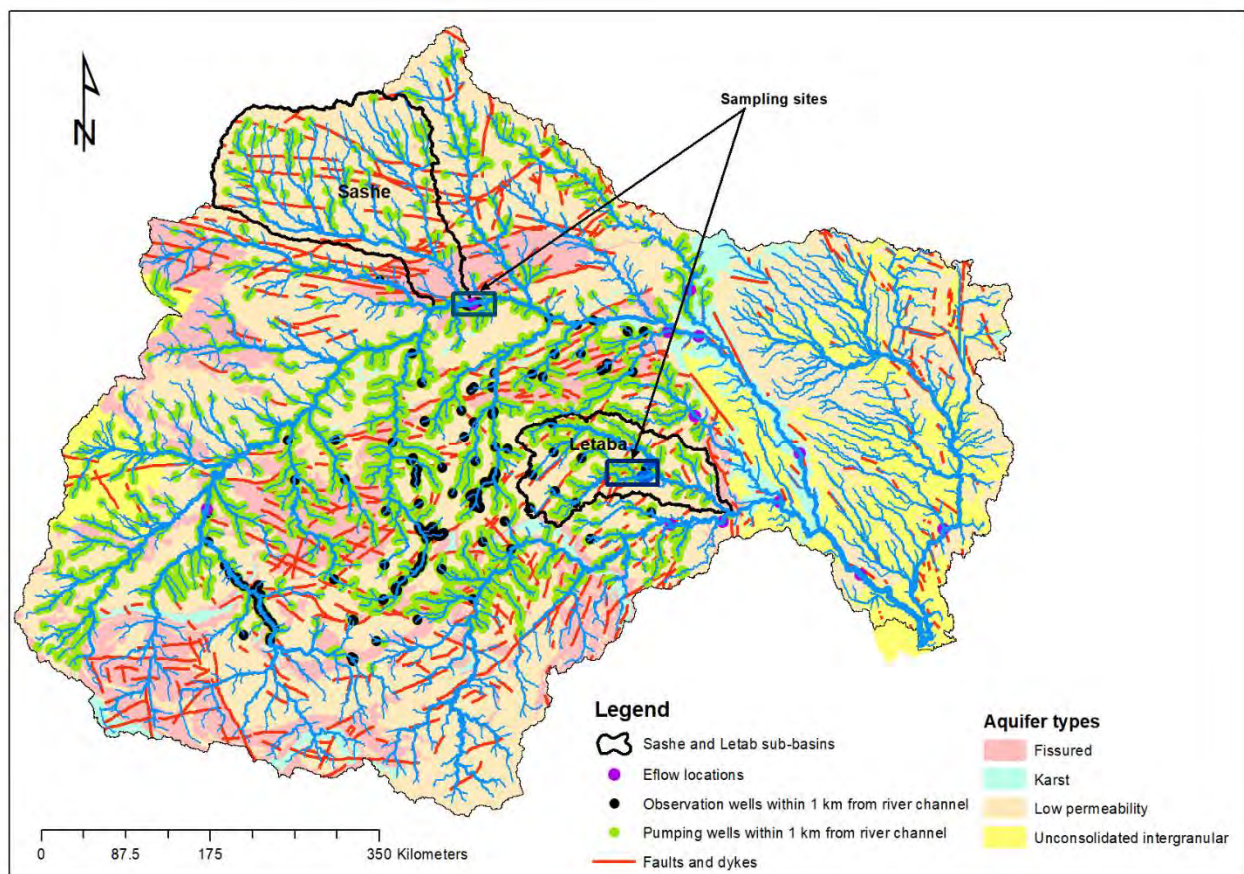 N
Sampling sites
Sashe
Letaba
Legend
Sashe and Letab sub-basins
Eflow locations
Observation wells within 1 km from river channel
Pumping wells within 1 km from river channel
Faults and dykes
Aquifer types
Fissured
Karst
Low permeability
Unconsolidated intergranular
0 87.5 175 350 Kilometers